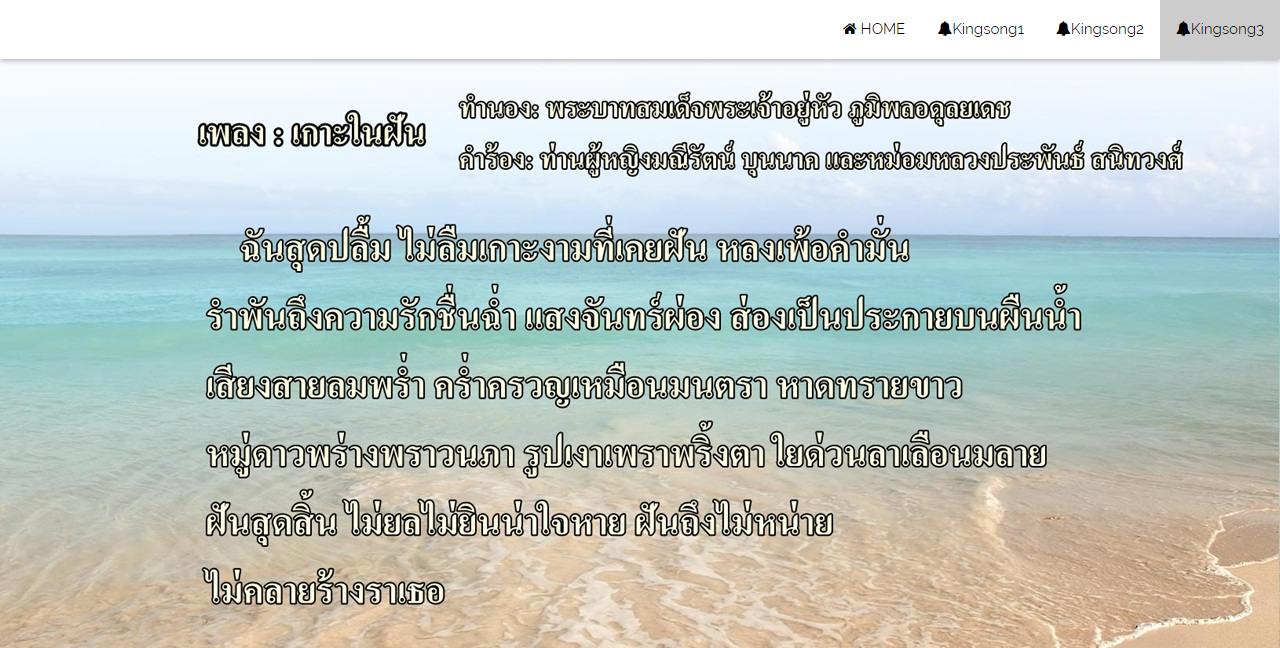 HOME Kingsong1 Kingsong2 Kingsong3
เพลง : เกาะในฝัน
ทำนอง: พระบาทสมเด็จพระเจ้าอยู่หัว ภูมิพลอดุลยเดช
คำร้อง: ท่านผู้หญิงมณีรัตน์ บุนนาค และหม่อมหลวงประพันธ์ สนิทวงศ์
ฉันสุดปลื้ม ไม่ลืมเกาะงามที่เคยฝัน หลงเพ้อคำมั่น
รำพันถึงความรักชื่นฉ่ำ แสงจันทร์ผ่อง ส่องเป็นประกายบนผืนน้ำ
เสียงสายลมพร่ำ คร่ำครวญเหมือนมนตรา หาดทรายขาว
หมู่ดาวพร่างพราวนภา รูปเงาเพราพริ้งตา ใยด่วนลาเลือนมลาย
ฝันสุดสิ้น ไม่ยลไม่ยินน่าใจหาย ฝันถึงไม่หน่าย
ไม่คลายร้างราเธอ